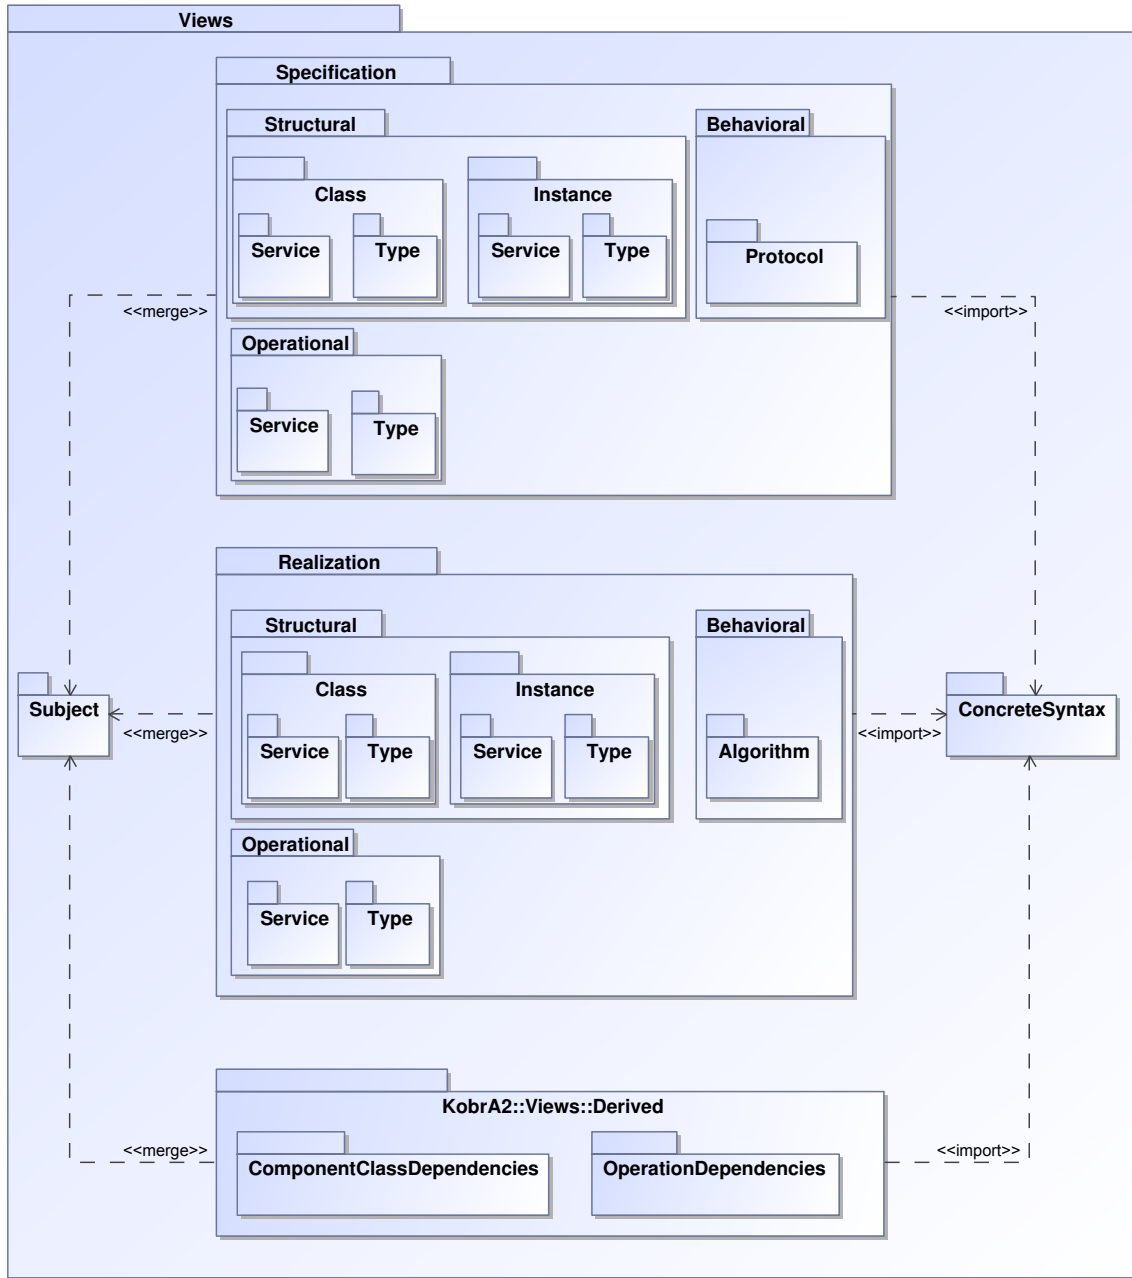 Views
Specification
Structural
Behavioral
Class
Instance
Service
Type
Service
Type
Protocol
<<merge>>
<<import>>
Operational
Service
Type
Realization
Structural
Behavioral
Class
Instance
Subject
ConcreteSyntax
<<merge>>
<<import>>
Service
Type
Service
Type
Algorithm
Operational
Service
Type
KobrA2::Views::Derived
<<merge>>
<<import>>
ComponentClassDependencies
OperationDependencies